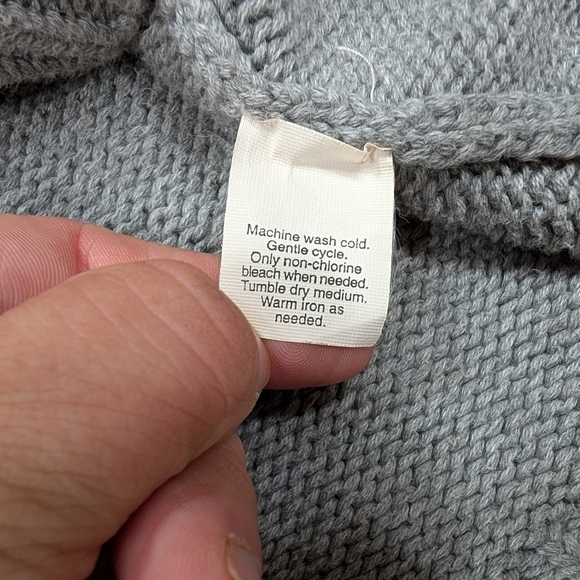 Machine wash cold.
Gentle cycle.
Only non-chlorine
bleach when needed.
Tumble dry medium.
Warm iron as
needed.